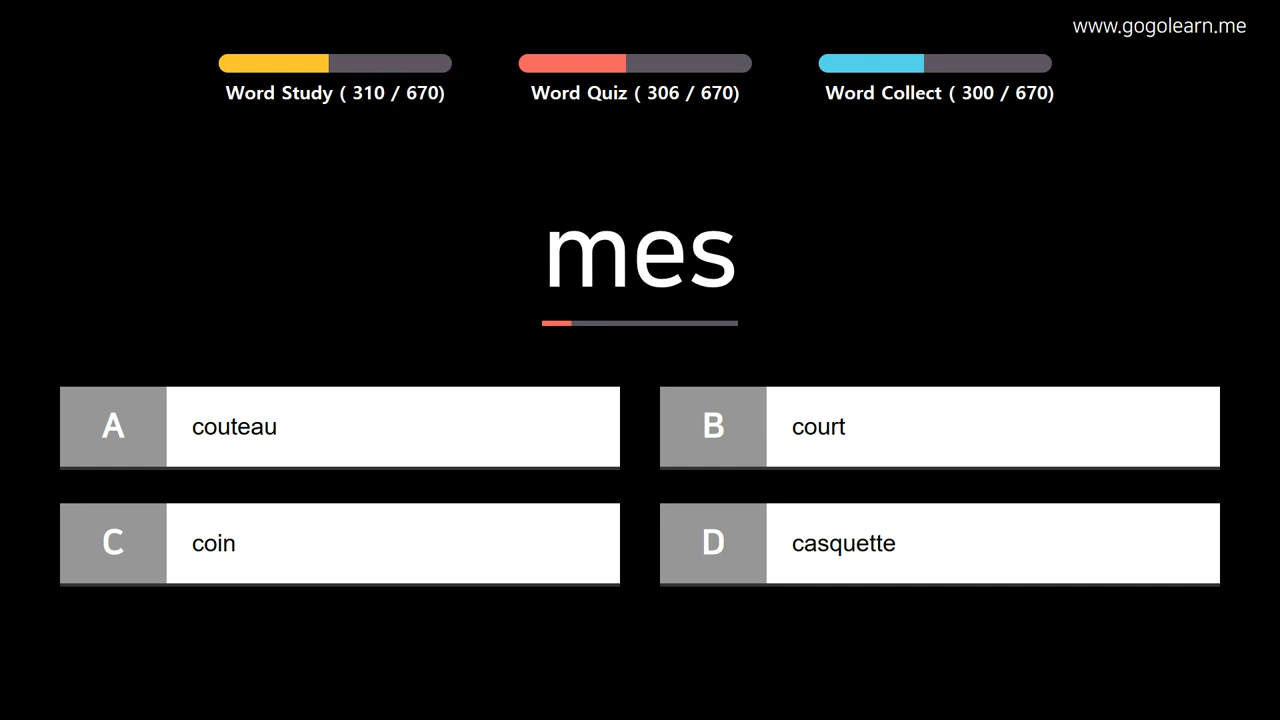 www.gogolearn.me
Word Study ( 310 / 670)
Word Quiz ( 306 / 670)
Word Collect ( 300 / 670)
mes
A couteau
B court
C coin
D casquette